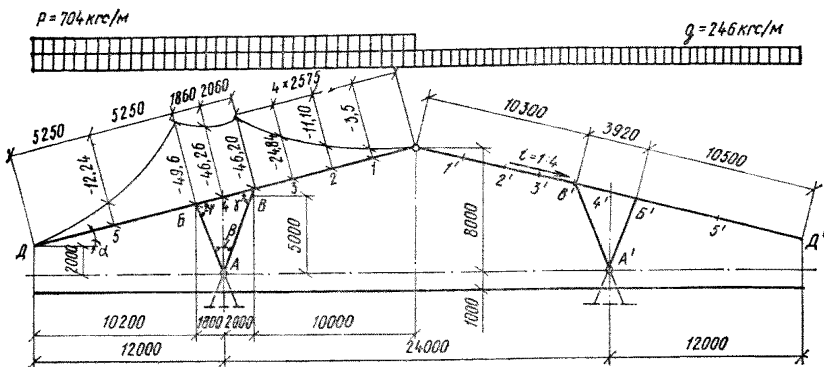 P = 704 кгс/м
g = 246 кгс/м
5250
5250
1860
2060
4 × 2575
10300
3920
10500
-12,24
-49,6
-46,26
-46,20
-24,84
-11,10
-3,5
i=1:4
Д
5
Б
4
В
3
2
1
1'
2'
3'
В'
4'
Б'
5'
Д'
α
γ
γ
β
А
А'
2000
5000
8000
1000
10200
1800
2000
10000
12000
24000
12000